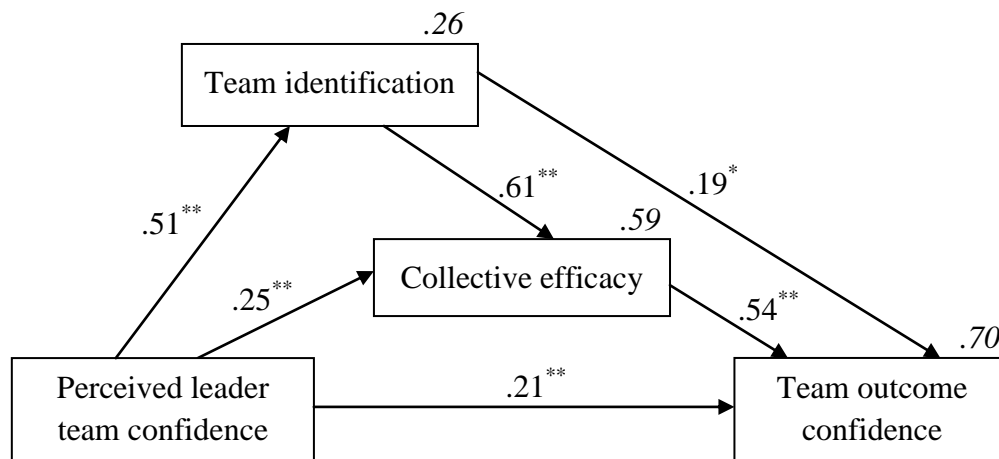 .26
Team identification
.19*
.61**
.51**
.59
Collective efficacy
.25**
.54**
.70
Perceived leader
team confidence
.21**
Team outcome
confidence